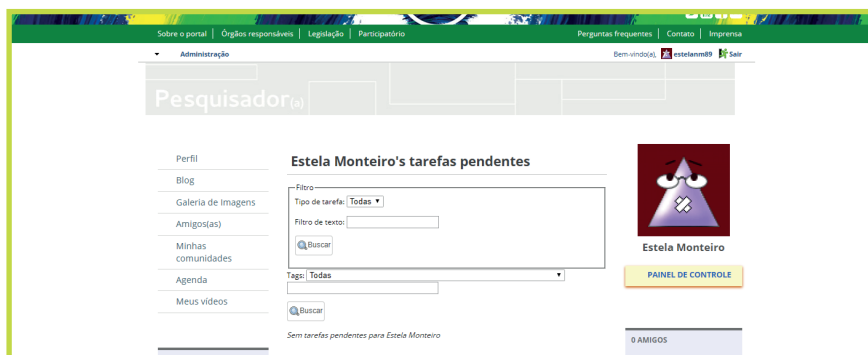 Sobre o portal | Órgãos responsáveis | Legislação | Participatório
Perguntas frequentes | Contato | Imprensa
Administração
Bem-vindo(a), estelanm89 Sair
Pesquisador(a)
Perfil
Blog
Galeria de Imagens
Amigos(as)
Minhas
comunidades
Agenda
Meus vídeos
Estela Monteiro's tarefas pendentes
Filtro
Tipo de tarefa: Todas
Filtro de texto:
Buscar
Tags: Todas
Buscar
Sem tarefas pendentes para Estela Monteiro
Estela Monteiro
PAINEL DE CONTROLE
0 AMIGOS